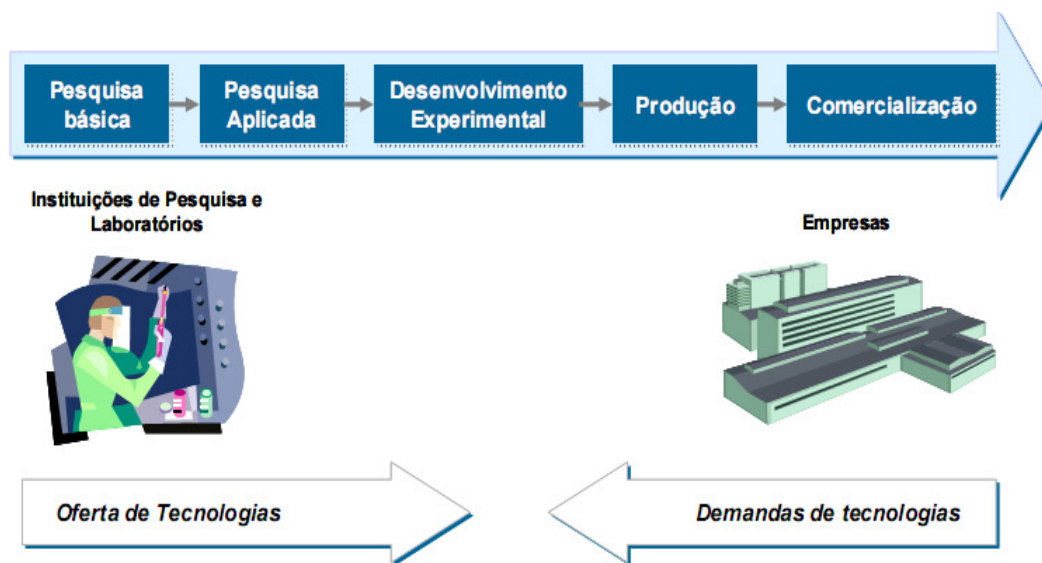 Pesquisa
básica
Pesquisa
Aplicada
Desenvolvimento
Experimental
Produção
Comercialização
Instituições de Pesquisa e
Laboratórios
Empresas
Oferta de Tecnologias
Demandas de tecnologias